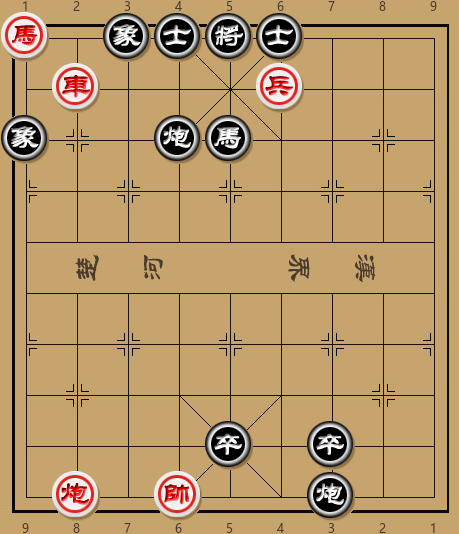 1 2 3 4 5 6 7 8 9
馬 象 士 將 士
車 兵
象 炮 馬
楚 河 界 漢
卒 卒
炮 帥 炮
9 8 7 6 5 4 3 2 1